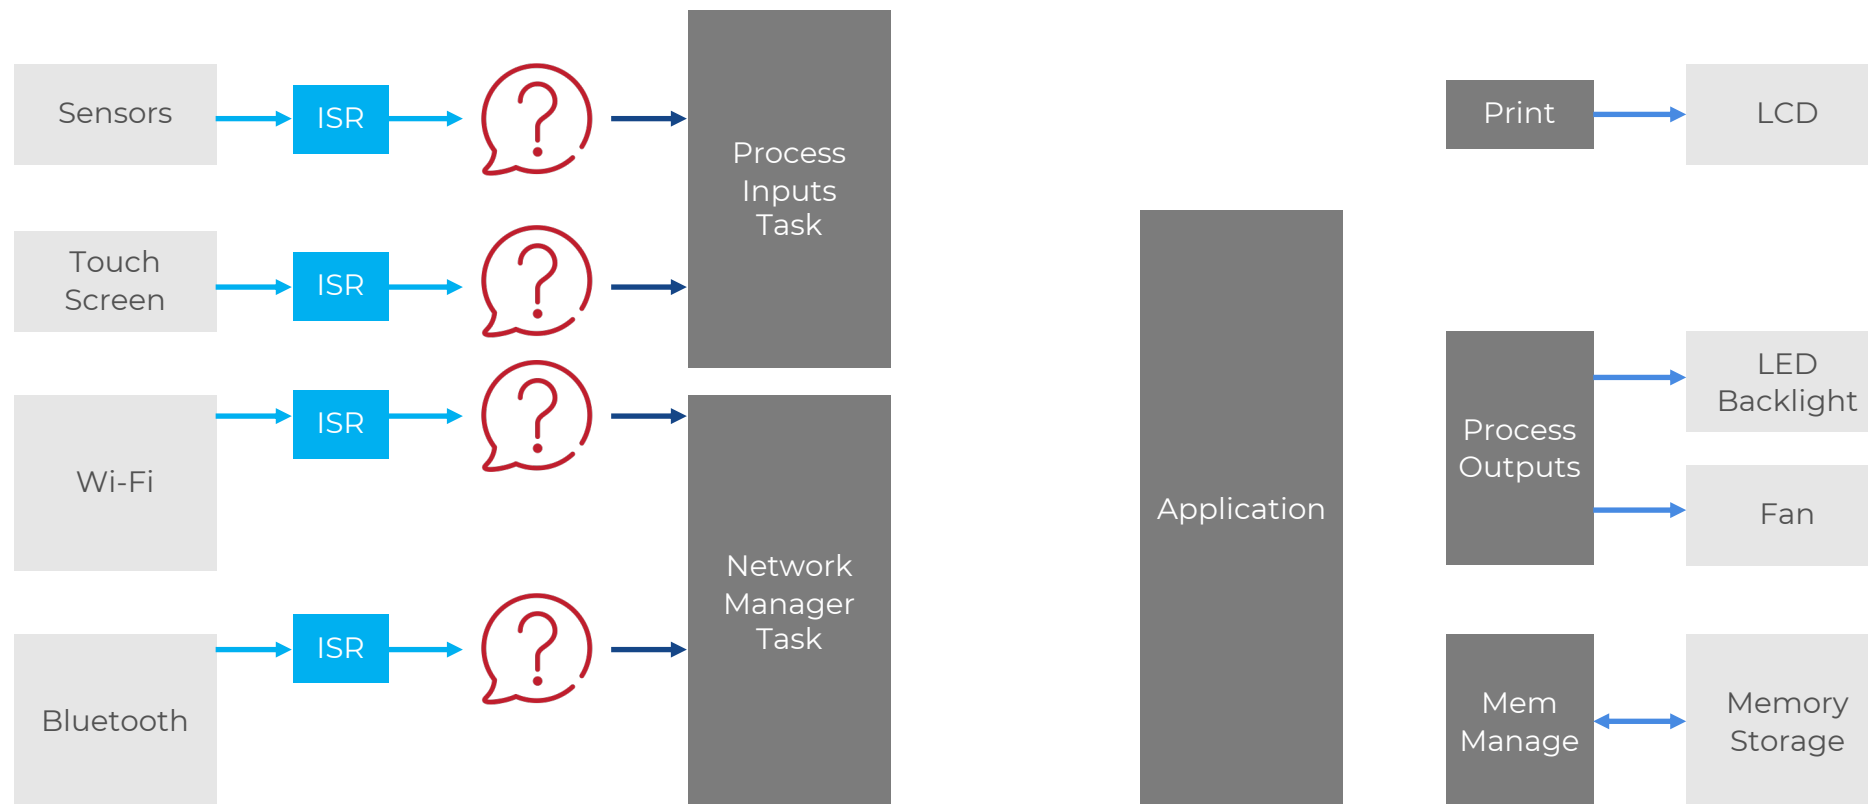 Sensors
ISR
?
Process
Inputs
Task
Print
LCD
Touch
Screen
ISR
?
Wi-Fi
ISR
?
Network
Manager
Task
Bluetooth
ISR
?
Application
Process
Outputs
LED
Backlight
Fan
Mem
Manage
Memory
Storage